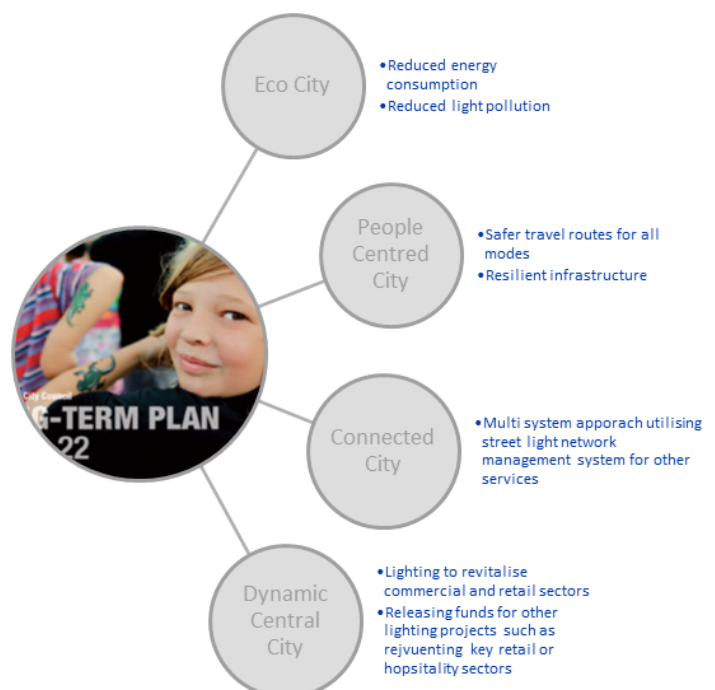 Eco City
•Reduced energy
consumption
•Reduced light pollution
People
Centred
City
•Safer travel routes for all
modes
•Resilient infrastructure
City Council
G-TERM PLAN
22
Connected
City
•Multi system apporach utilising
street light network
management system for other
services
Dynamic
Central
City
•Lighting to revitalise
commercial and retail sectors
•Releasing funds for other
lighting projects such as
rejvuenting key retail or
hopsitality sectors